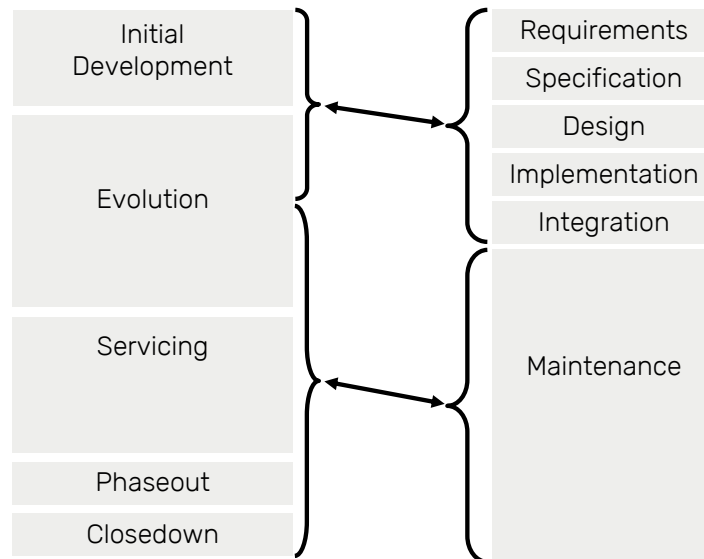 Initial
Development
Evolution
Servicing
Phaseout
Closedown
Requirements
Specification
Design
Implementation
Integration
Maintenance